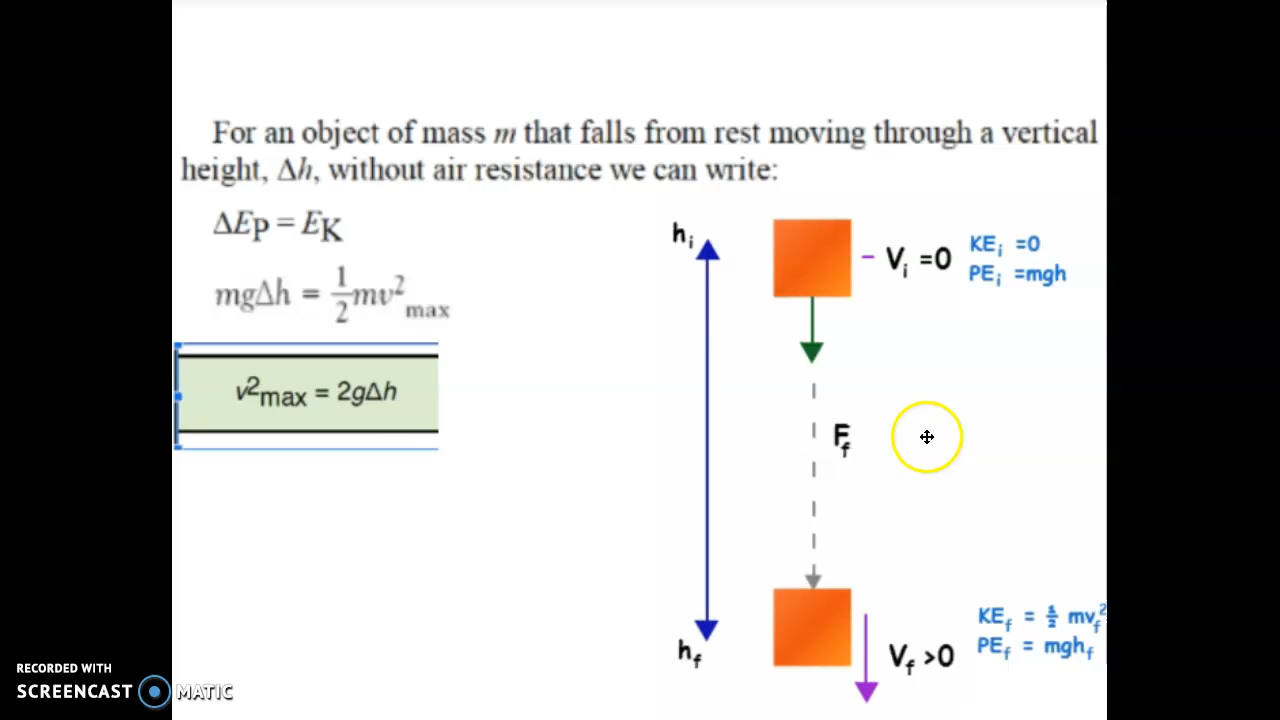 For an object of mass m that falls from rest moving through a vertical
height, Δh, without air resistance we can write:
ΔEP = EK
mgΔh = 1/2 mv²max
v²max = 2gΔh
hi
Vi =0
KEi =0
PEi =mgh
Ff
hf
Vf >0
KEf = 1/2 mvf²
PEf = mghf
RECORDED WITH
SCREENCAST MATIC